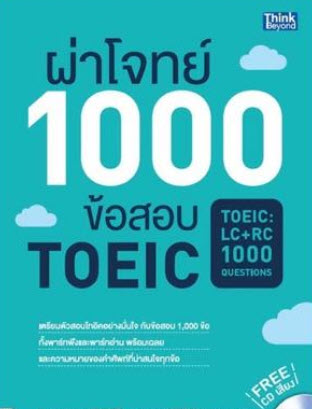 Think
Beyond
ผ่าโจทย์
1000
ข้อสอบ
TOEIC
TOEIC:
LC+RC
1000
QUESTIONS
เตรียมตัวสอบโทอิคอย่างมั่นใจ กับข้อสอบ 1,000 ข้อ
ทั้งพาร์ทฟังและพาร์ทอ่าน พร้อมเฉลย
และความหมายของคำศัพท์ที่น่าสนใจทุกข้อ
FREE
CD เสียง